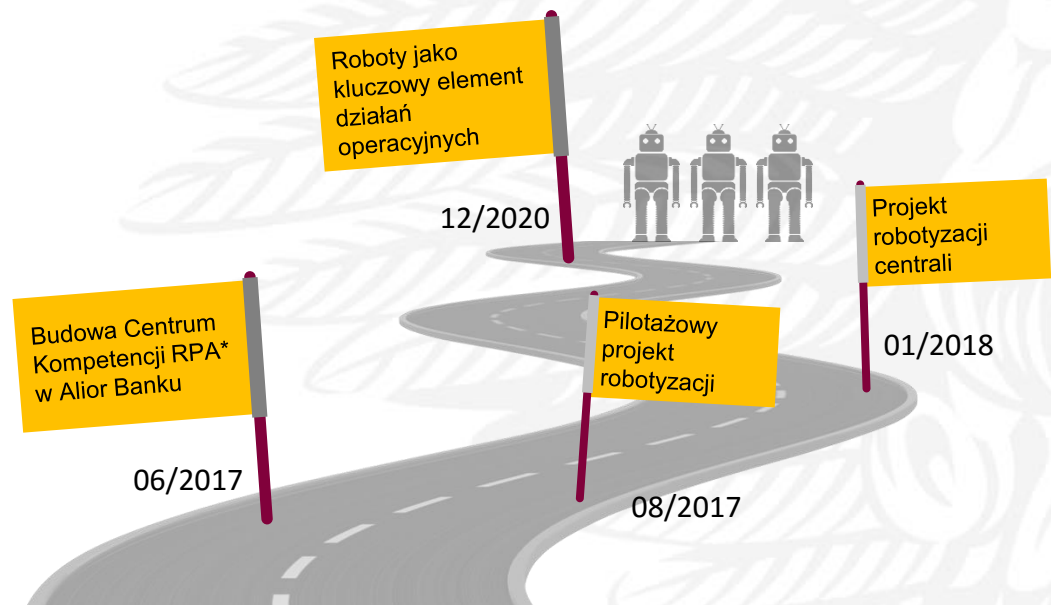 Roboty jako
kluczowy element
działań
operacyjnych
12/2020
Projekt
robotyzacji
centrali
01/2018
Budowa Centrum
Kompetencji RPA*
w Alior Banku
06/2017
Pilotażowy
projekt
robotyzacji
08/2017